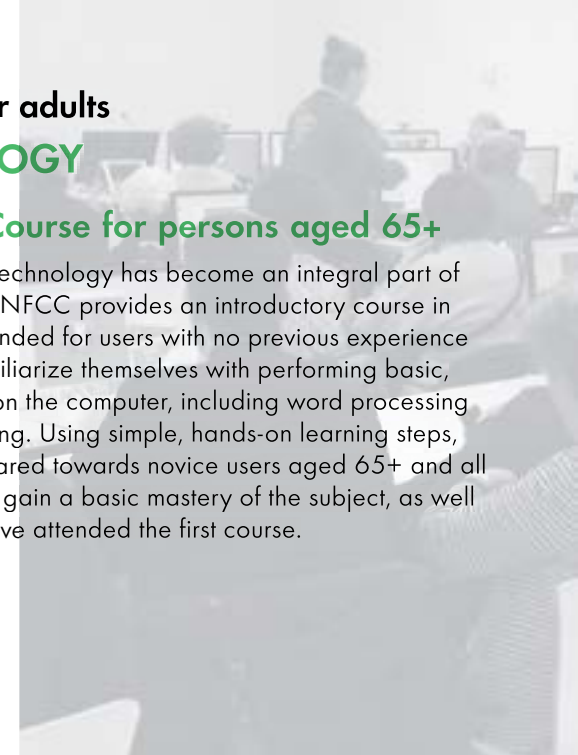 r adults
OGY
Course for persons aged 65+
echnology has become an integral part of
NFCC provides an introductory course in
nded for users with no previous experience
iliarize themselves with performing basic,
on the computer, including word processing
ng. Using simple, hands-on learning steps,
ared towards novice users aged 65+ and all
gain a basic mastery of the subject, as well
ve attended the first course.